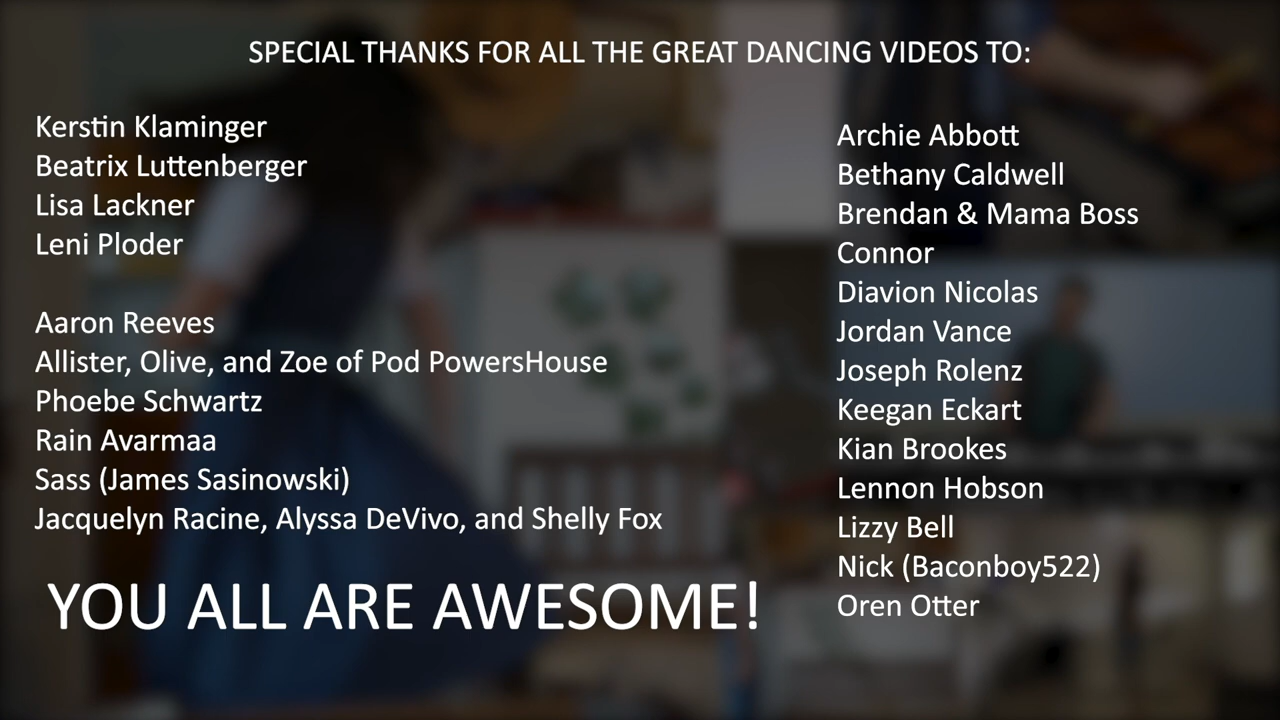 SPECIAL THANKS FOR ALL THE GREAT DANCING VIDEOS TO:
Kerstin Klaminger
Beatrix Luttenberger
Lisa Lackner
Leni Ploder
Aaron Reeves
Allister, Olive, and Zoe of Pod PowersHouse
Phoebe Schwartz
Rain Avarmaa
Sass (James Sasinowski)
Jacquelyn Racine, Alyssa DeVivo, and Shelly Fox
YOU ALL ARE AWESOME!
Archie Abbott
Bethany Caldwell
Brendan & Mama Boss
Connor
Diavion Nicolas
Jordan Vance
Joseph Rolenz
Keegan Eckart
Kian Brookes
Lennon Hobson
Lizzy Bell
Nick (Baconboy522)
Oren Otter